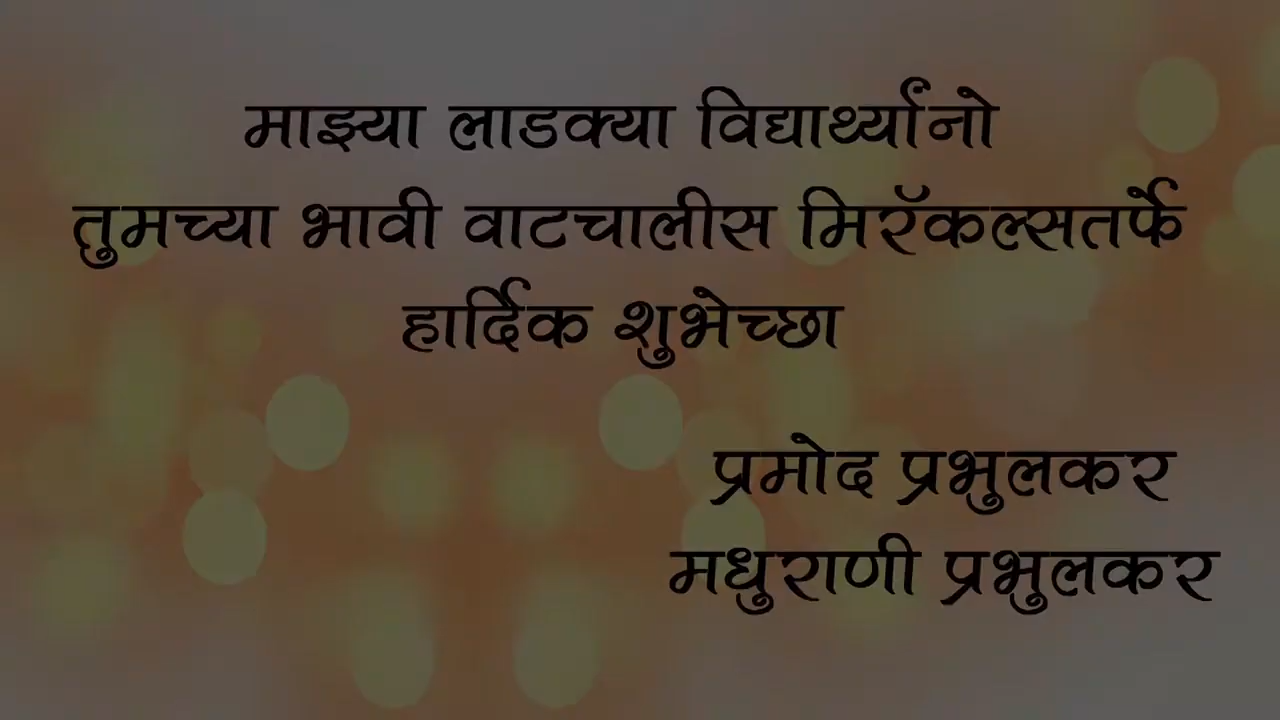 माझ्या लाडक्या विद्यार्थ्यांनो
तुमच्या भावी वाटचालीस मिरॅकल्सतर्फे
हार्दिक शुभेच्छा
प्रमोद प्रभुलकर
मधुराणी प्रभुलकर